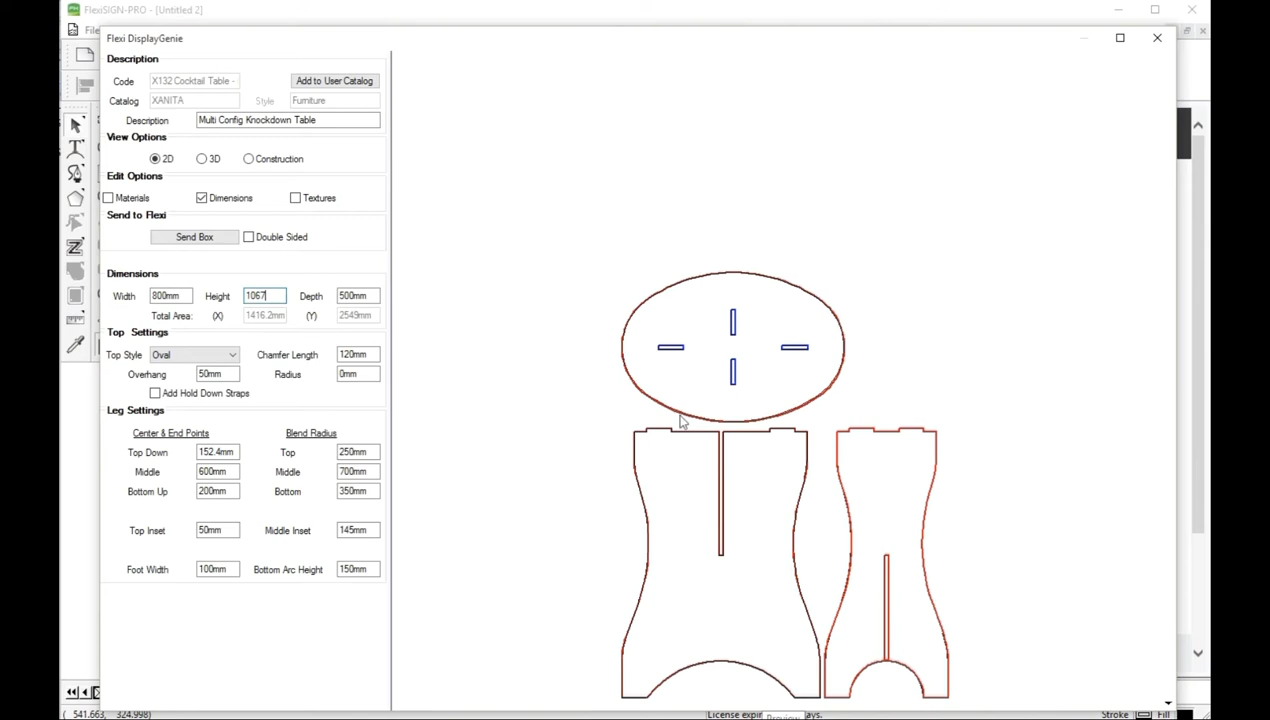 FlexiSIGN-PRO - [Untitled 2]
File
Flexi DisplayGenie
Description
Code X132 Cocktail Table - Add to User Catalog
Catalog XANITA Style Furniture
Description Multi Config Knockdown Table
View Options
2D 3D Construction
Edit Options
Materials Dimensions Textures
Send to Flexi
Send Box Double Sided
Dimensions
Width 800mm Height 1067 Depth 500mm
Total Area: (X) 1416.2mm (Y) 2549mm
Top Settings
Top Style Oval Chamfer Length 120mm
Overhang 50mm Radius 0mm
Add Hold Down Straps
Leg Settings
Center & End Points Blend Radius
Top Down 152.4mm Top 250mm
Middle 600mm Middle 700mm
Bottom Up 200mm Bottom 350mm
Top Inset 50mm Middle Inset 145mm
Foot Width 100mm Bottom Arc Height 150mm
( 541.663, 324.998) License expir Preview ays. Stroke Fill